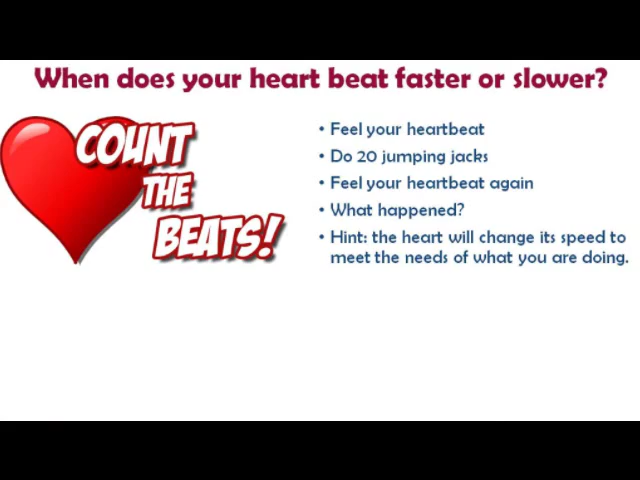 When does your heart beat faster or slower?
COUNT
THE
BEATS!
• Feel your heartbeat
• Do 20 jumping jacks
• Feel your heartbeat again
• What happened?
• Hint: the heart will change its speed to
meet the needs of what you are doing.